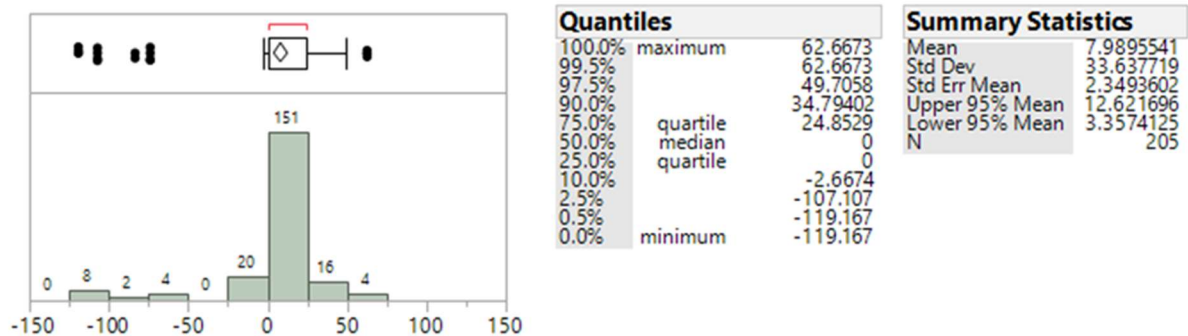 151
0
8
2
4
0
20
16
4
-150
-100
-50
0
50
100
150
Quantiles
100.0% maximum 62.6673
99.5% 62.6673
97.5% 49.7058
90.0% 34.79402
75.0% quartile 24.8529
50.0% median 0
25.0% quartile 0
10.0% -2.6674
2.5% -107.107
0.5% -119.167
0.0% minimum -119.167
Summary Statistics
Mean 7.9895541
Std Dev 33.637719
Std Err Mean 2.3493602
Upper 95% Mean 12.621696
Lower 95% Mean 3.3574125
N 205